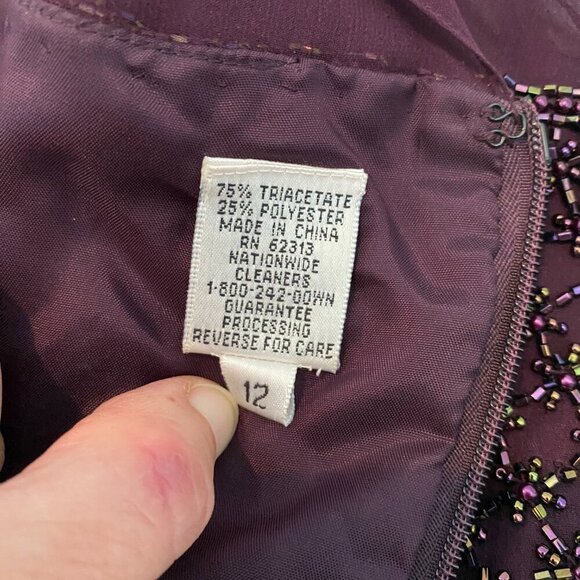 75% TRIACETATE
25% POLYESTER
MADE IN CHINA
RN 62313
NATIONWIDE
CLEANERS
1-800-242-GOWN
GUARANTEE
PROCESSING
REVERSE FOR CARE
12